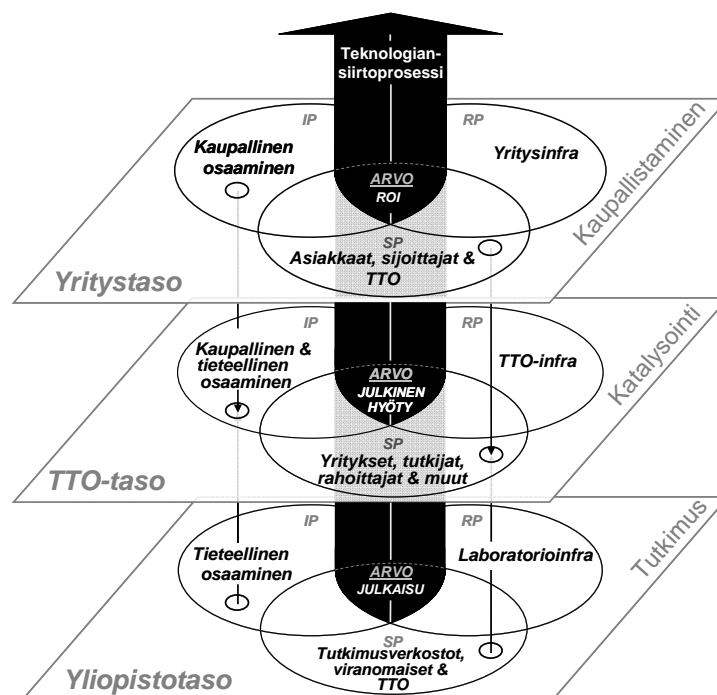 Teknologian-
siirtoprosessi
IP
RP
Kaupallinen
osaaminen
Yritysinfra
ARVO
ROI
SP
Asiakkaat, sijoittajat &
TTO
Yritystaso
Kaupallistaminen
IP
RP
Kaupallinen &
tieteellinen
osaaminen
TTO-infra
ARVO
JULKINEN
HYÖTY
SP
Yritykset, tutkijat,
rahoittajat & muut
TTO-taso
Katalysointi
IP
RP
Tieteellinen
osaaminen
Laboratorioinfra
ARVO
JULKAISU
SP
Tutkimusverkostot,
viranomaiset &
TTO
Yliopistotaso
Tutkimus